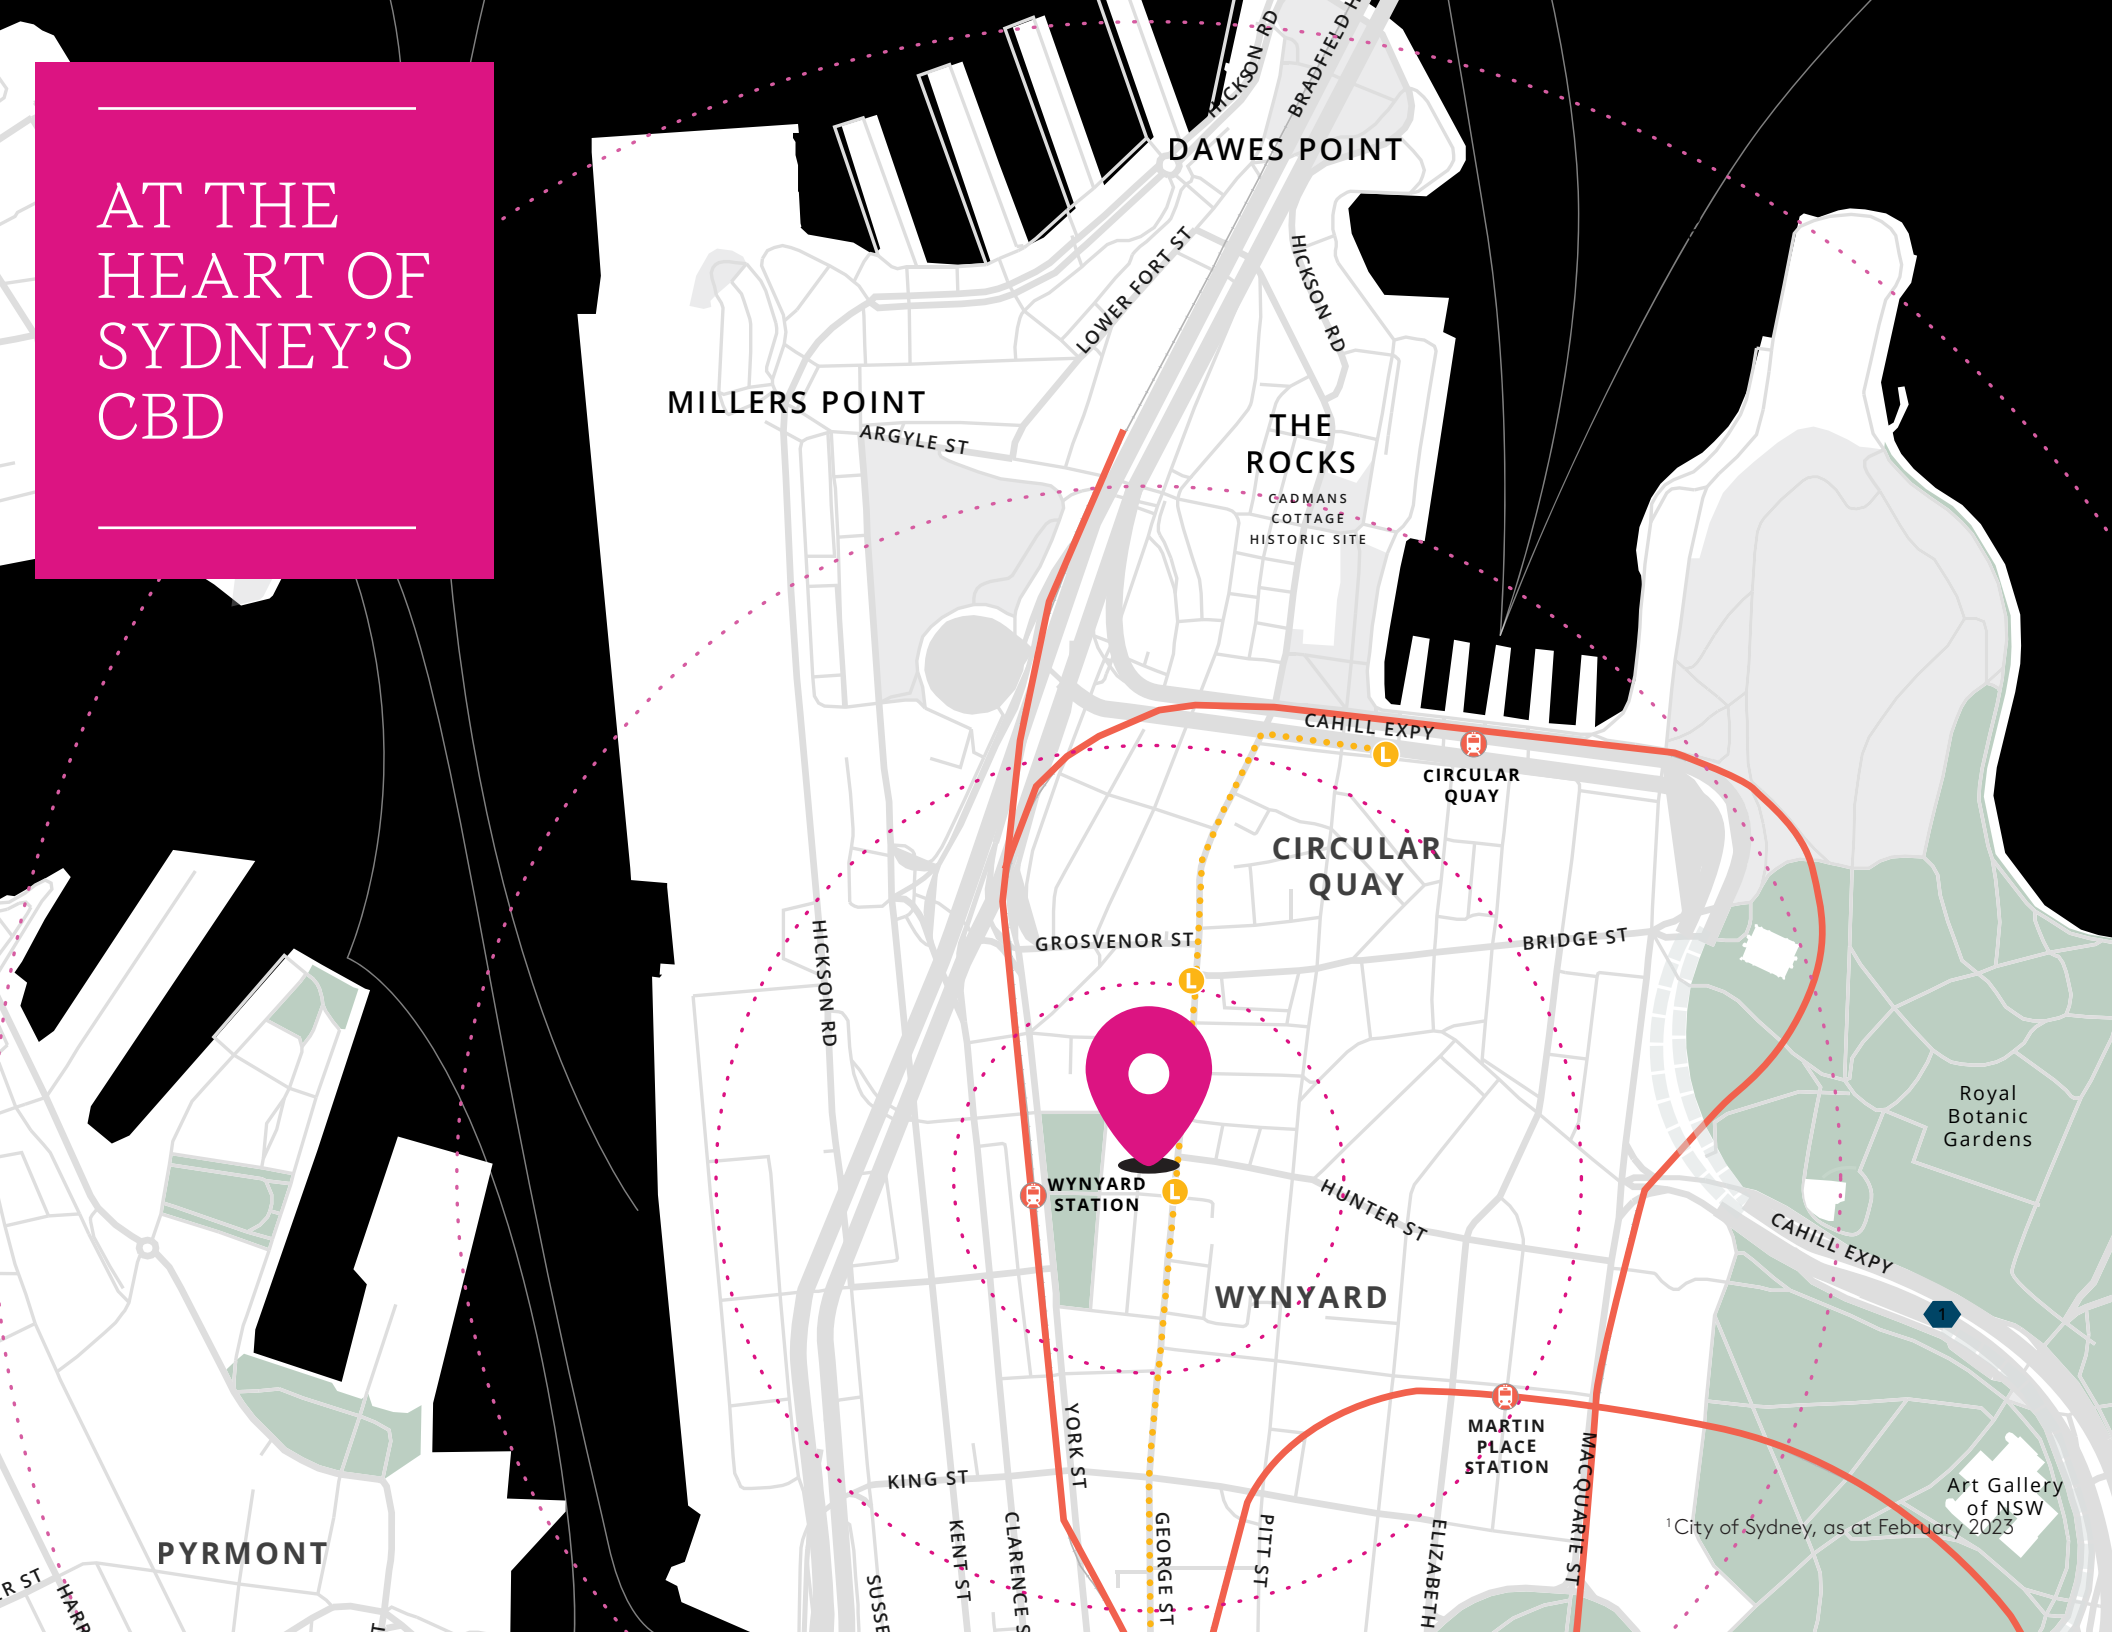 AT THE
HEART OF
SYDNEY’S
CBD
HICKSON RD
BRADFIELD H
DAWES POINT
LOWER FORT ST
HICKSON RD
MILLERS POINT
ARGYLE ST
THE
ROCKS
CADMANS
COTTAGE
HISTORIC SITE
CAHILL EXPY
L
CIRCULAR
QUAY
CIRCULAR
QUAY
HICKSON RD
GROSVENOR ST
BRIDGE ST
L
Royal
Botanic
Gardens
WYNYARD
STATION
L
HUNTER ST
CAHILL EXPY
WYNYARD
1
MARTIN
PLACE
STATION
YORK ST
KING ST
MACQUARIE ST
Art Gallery
of NSW
¹City of Sydney, as at February 2023
PYRMONT
R ST
HARR
T
SUSSE
KENT ST
CLARENCE S
GEORGE ST
PITT ST
ELIZABETH